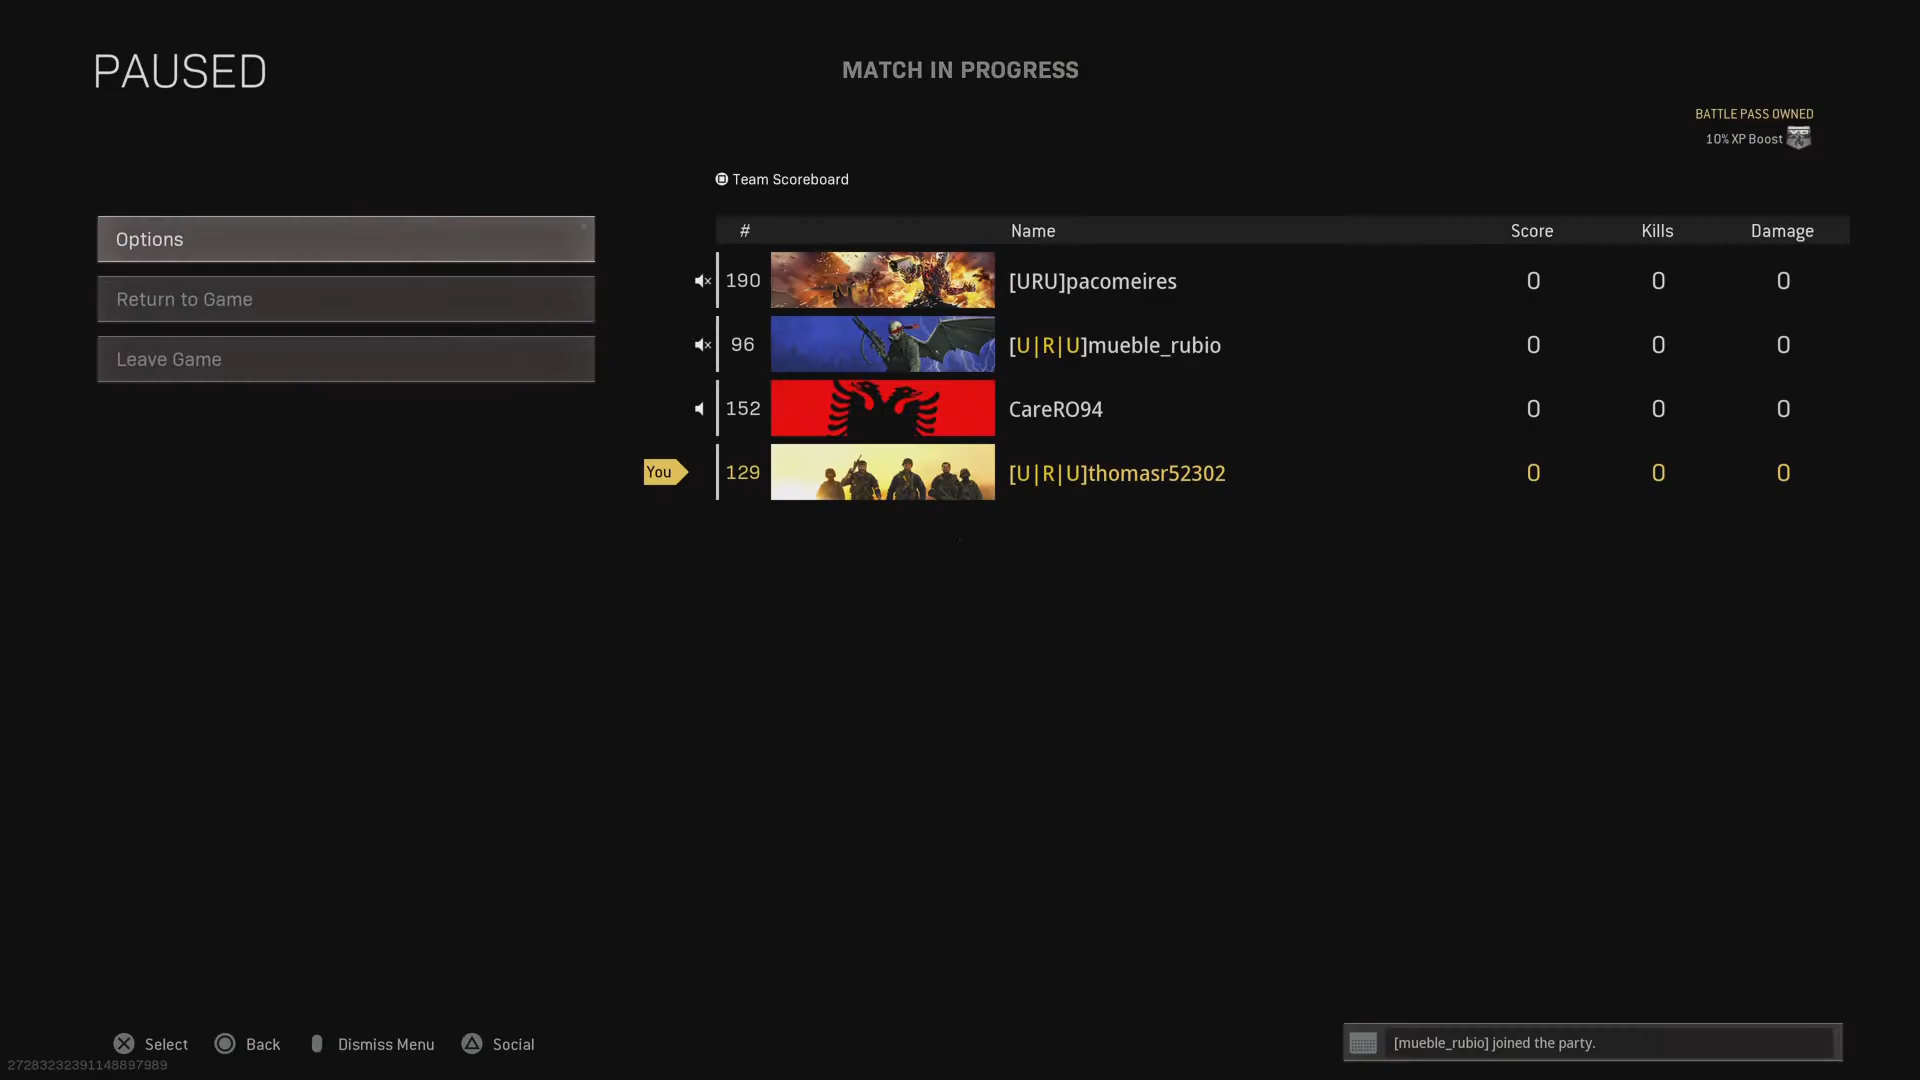 PAUSED
MATCH IN PROGRESS
BATTLE PASS OWNED
10% XP Boost
Team Scoreboard
Options
Return to Game
Leave Game
# Name Score Kills Damage
190 [URU]pacomeires 0 0 0
96 [U|R|U]mueble_rubio 0 0 0
152 CareRO94 0 0 0
You 129 [U|R|U]thomasr52302 0 0 0
Select Back Dismiss Menu Social
[mueble_rubio] joined the party.
27283232391148897989